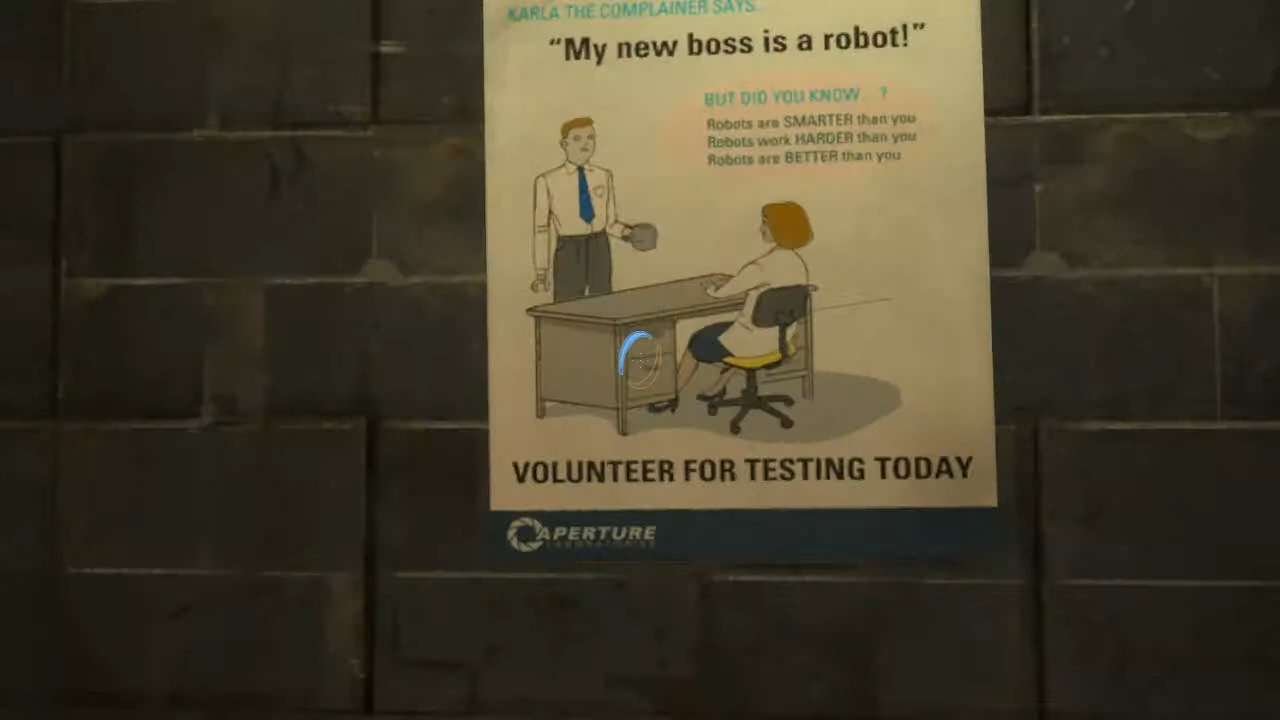 KARLA THE COMPLAINER SAYS...
“My new boss is a robot!”
BUT DID YOU KNOW...?
Robots are SMARTER than you
Robots work HARDER than you
Robots are BETTER than you
VOLUNTEER FOR TESTING TODAY
APERTURE
LABORATORIES